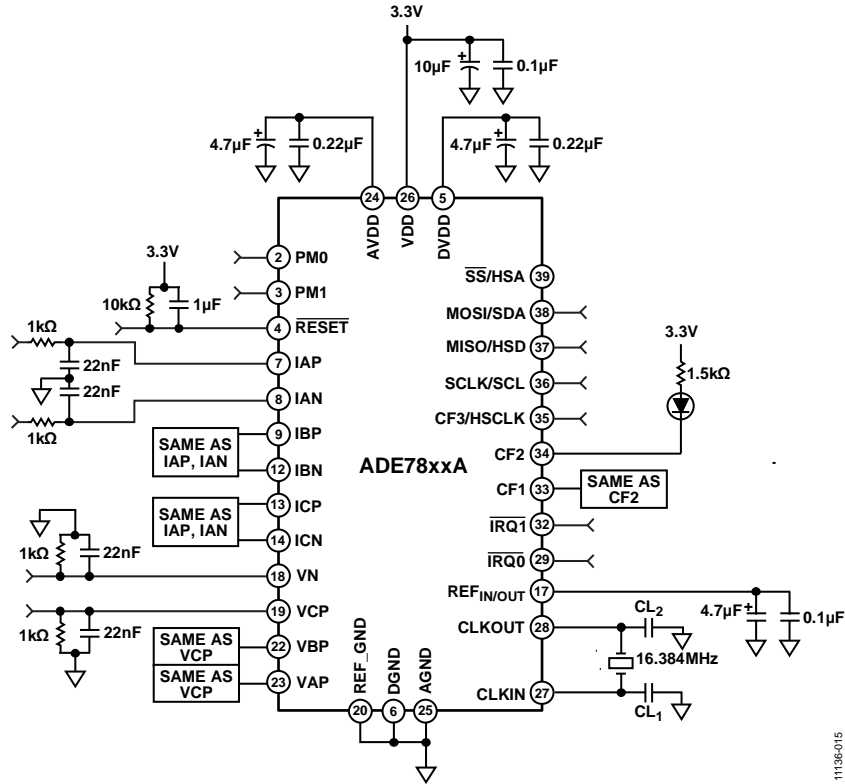 3.3V
10µF
+
0.1µF
4.7µF
+
0.22µF
4.7µF
+
0.22µF
24
26
5
AVDD
VDD
DVDD
3.3V
10kΩ
1µF
2 PM0
3 PM1
4 RESET
1kΩ
7 IAP
22nF
22nF
8 IAN
1kΩ
9 IBP
SAME AS
IAP, IAN
12 IBN
13 ICP
SAME AS
IAP, IAN
14 ICN
1kΩ
22nF
18 VN
19 VCP
1kΩ
22nF
SAME AS
VCP
22 VBP
SAME AS
VCP
23 VAP
ADE78xxA
SS/HSA 39
MOSI/SDA 38
MISO/HSD 37
SCLK/SCL 36
CF3/HSCLK 35
3.3V
1.5kΩ
CF2 34
CF1 33
SAME AS
CF2
IRQ1 32
IRQ0 29
REFIN/OUT 17
4.7µF
+
0.1µF
CLKOUT 28
CL2
16.384MHz
CLKIN 27
CL1
REF_GND
DGND
AGND
20
6
25
11136-015